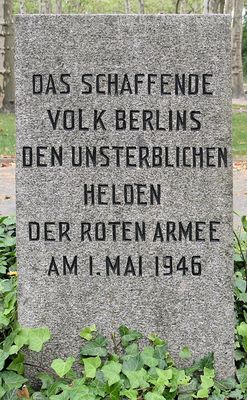 DAS SCHAFFENDE
VOLK BERLINS
DEN UNSTERBLICHEN
HELDEN
DER ROTEN ARMEE
AM 1. MAI 1946